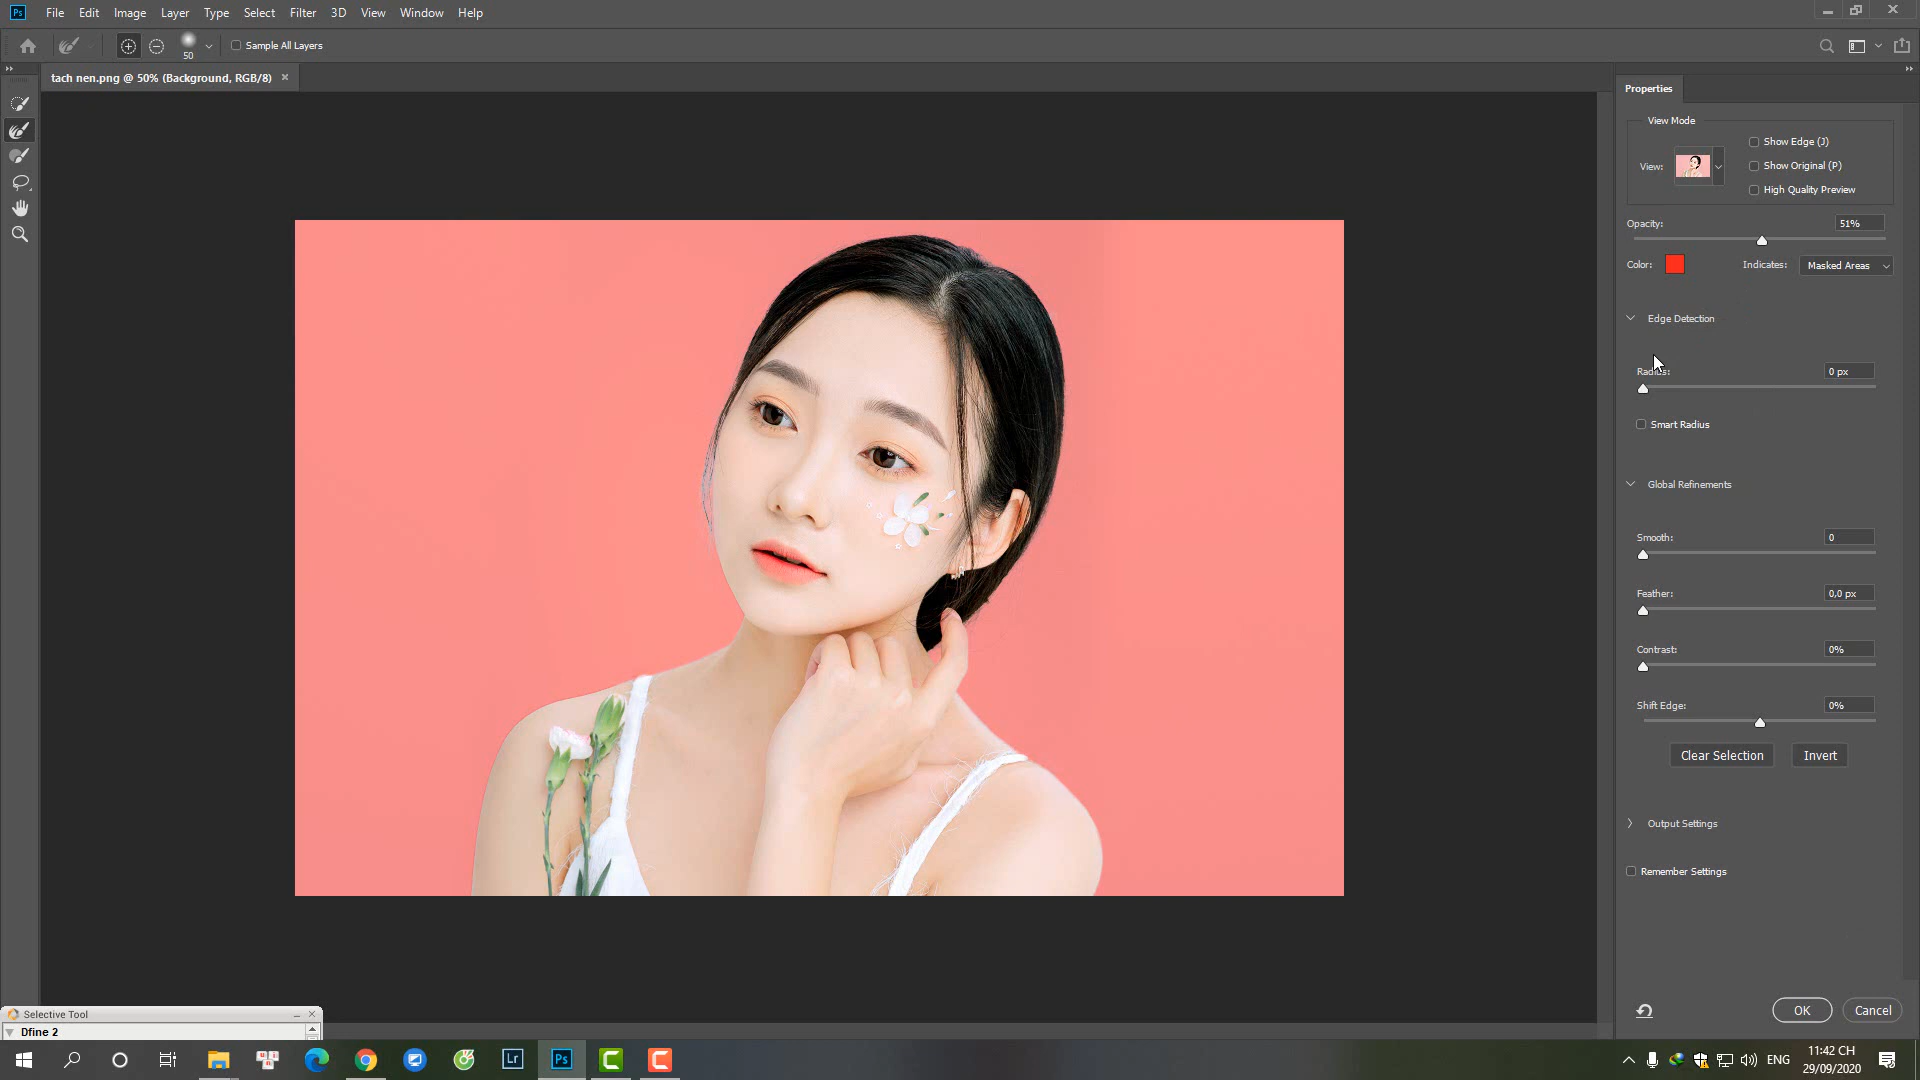 Ps File Edit Image Layer Type Select Filter 3D View Window Help
50 Sample All Layers
tach nen.png @ 50% (Background, RGB/8)
Properties
View Mode
Show Edge (J)
View:
Show Original (P)
High Quality Preview
Opacity: 51%
Color: Indicates: Masked Areas
Edge Detection
Radius: 0 px
Smart Radius
Global Refinements
Smooth: 0
Feather: 0,0 px
Contrast: 0%
Shift Edge: 0%
Clear Selection Invert
Output Settings
Remember Settings
OK Cancel
Selective Tool
Dfine 2
Lr Ps ENG 11:42 CH
29/09/2020